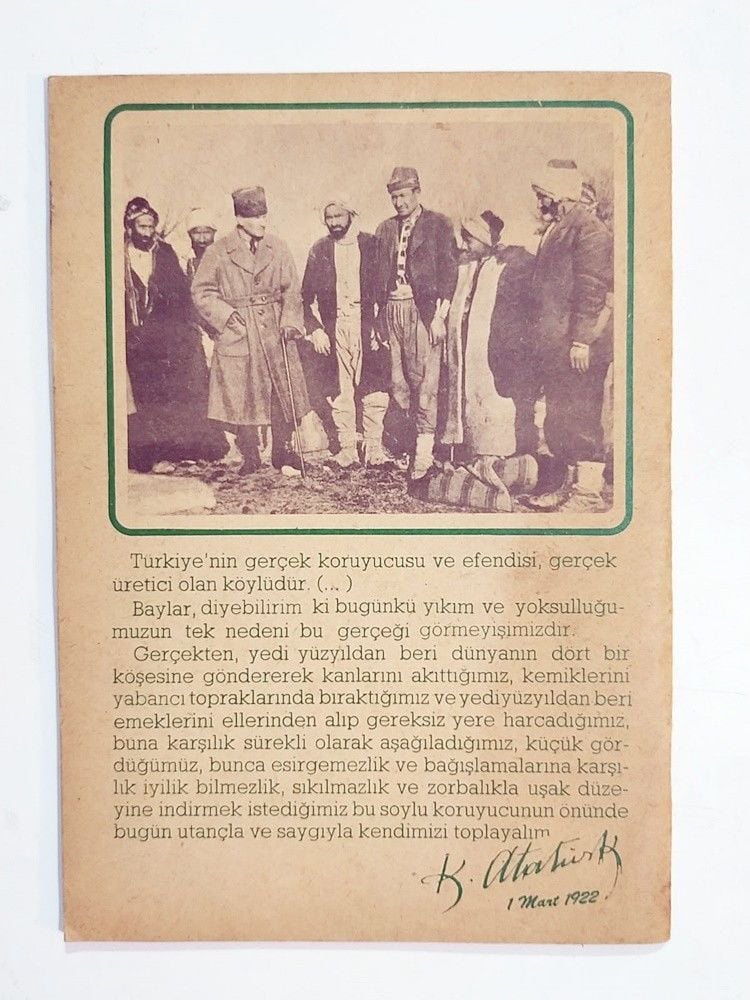 Türkiye'nin gerçek koruyucusu ve efendisi, gerçek
üretici olan köylüdür. (... )
Baylar, diyebilirim ki bugünkü yıkım ve yoksulluğu-
muzun tek nedeni bu gerçeği görmeyişimizdir.
Gerçekten, yedi yüzyıldan beri dünyanın dört bir
köşesine göndererek kanlarını akıttığımız, kemiklerini
yabancı topraklarında bıraktığımız ve yediyüzyıldan beri
emeklerini ellerinden alıp gereksiz yere harcadığımız,
buna karşılık sürekli olarak aşağıladığımız, küçük gör-
düğümüz, bunca esirgemezlik ve bağışlamalarına karşı-
lık iyilik bilmezlik, sıkılmazlık ve zorbalıkla uşak düze-
yine indirmek istediğimiz bu soylu koruyucunun önünde
bugün utançla ve saygıyla kendimizi toplayalım
K. Atatürk
1 Mart 1922